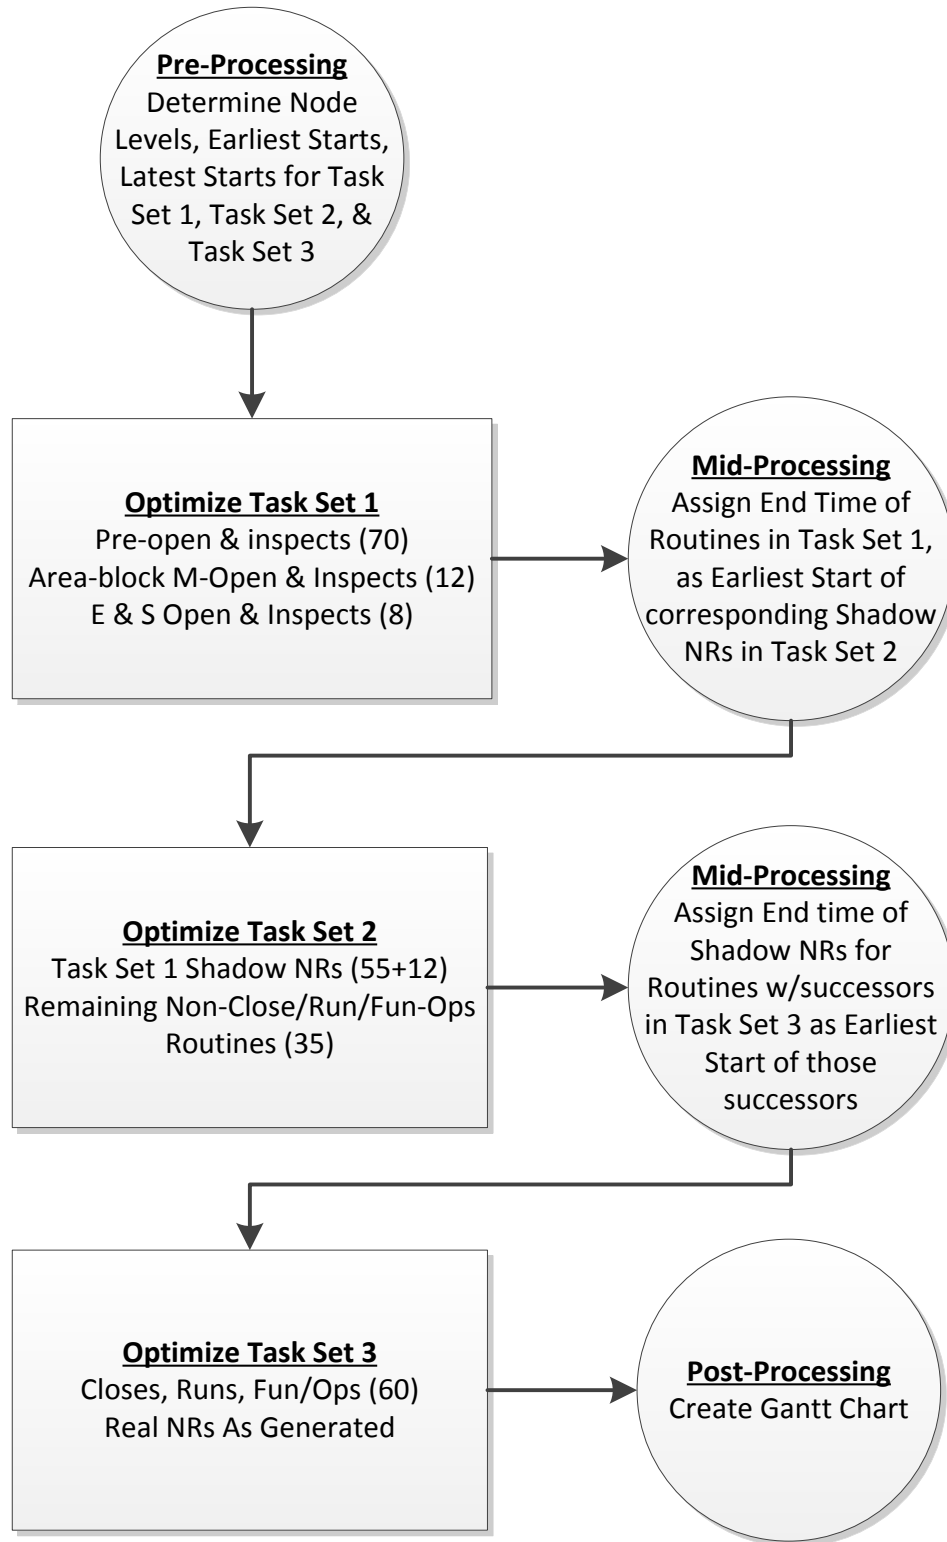 Pre-Processing
Determine Node
Levels, Earliest Starts,
Latest Starts for Task
Set 1, Task Set 2, &
Task Set 3
Optimize Task Set 1
Pre-open & inspects (70)
Area-block M-Open & Inspects (12)
E & S Open & Inspects (8)
Mid-Processing
Assign End Time of
Routines in Task Set 1,
as Earliest Start of
corresponding Shadow
NRs in Task Set 2
Optimize Task Set 2
Task Set 1 Shadow NRs (55+12)
Remaining Non-Close/Run/Fun-Ops
Routines (35)
Mid-Processing
Assign End time of
Shadow NRs for
Routines w/successors
in Task Set 3 as Earliest
Start of those
successors
Optimize Task Set 3
Closes, Runs, Fun/Ops (60)
Real NRs As Generated
Post-Processing
Create Gantt Chart